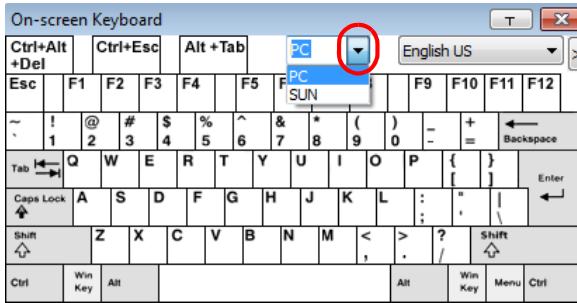 On-screen Keyboard T
Ctrl+Alt +Del Ctrl+Esc Alt +Tab PC English US >
PC
SUN
Esc F1 F2 F3 F4 F5 F F9 F10 F11 F12
~ ! @ # $ % ^ & * ( ) _ +
` 1 2 3 4 5 6 7 8 9 0 - = Backspace
Tab Q W E R T Y U I O P { [ } ] Enter
Caps Lock A S D F G H J K L : ; " ' | \
Shift Z X C V B N M < , > . ? / Shift
Ctrl Win Key Alt Alt Win Key Menu Ctrl